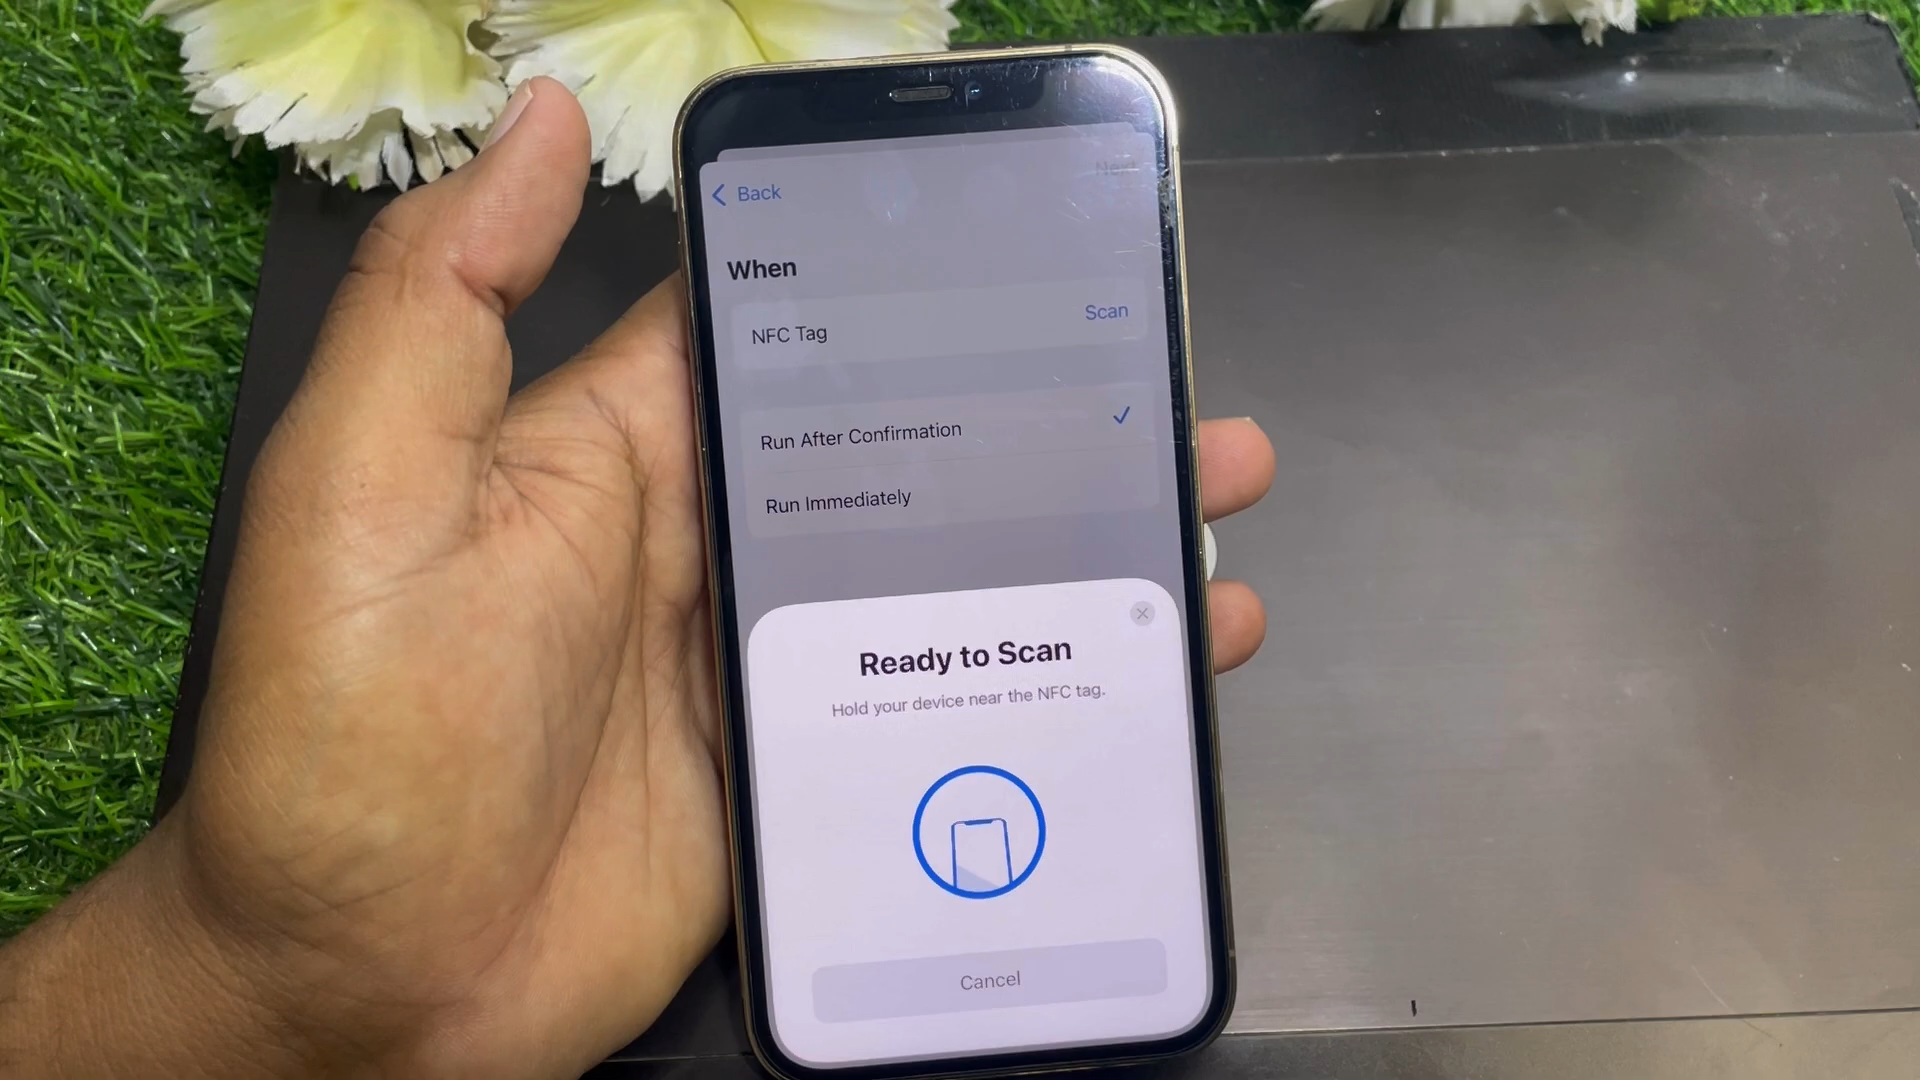 Next
Back
When
NFC Tag
Scan
Run After Confirmation
Run Immediately
Ready to Scan
Hold your device near the NFC tag.
Cancel